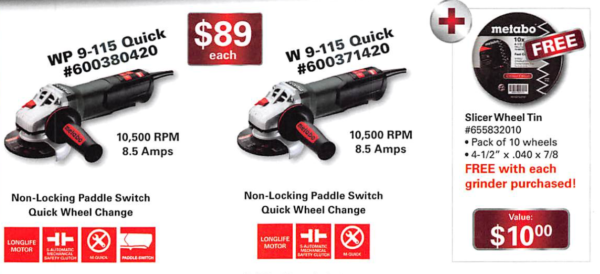 WP 9-115 Quick
#600380420
$89
each
W 9-115 Quick
#600371420
metabo
10x
FREE
10,500 RPM
8.5 Amps
10,500 RPM
8.5 Amps
Slicer Wheel Tin
#655832010
• Pack of 10 wheels
• 4-1/2" x .040 x 7/8
FREE with each
grinder purchased!
Non-Locking Paddle Switch
Quick Wheel Change
Non-Locking Paddle Switch
Quick Wheel Change
LONGLIFE
MOTOR
S-AUTOMATIC
MECHANICAL
SAFETY CLUTCH
M-QUICK
PADDLE SWITCH
LONGLIFE
MOTOR
S-AUTOMATIC
MECHANICAL
SAFETY CLUTCH
M-QUICK
Value:
$10.00